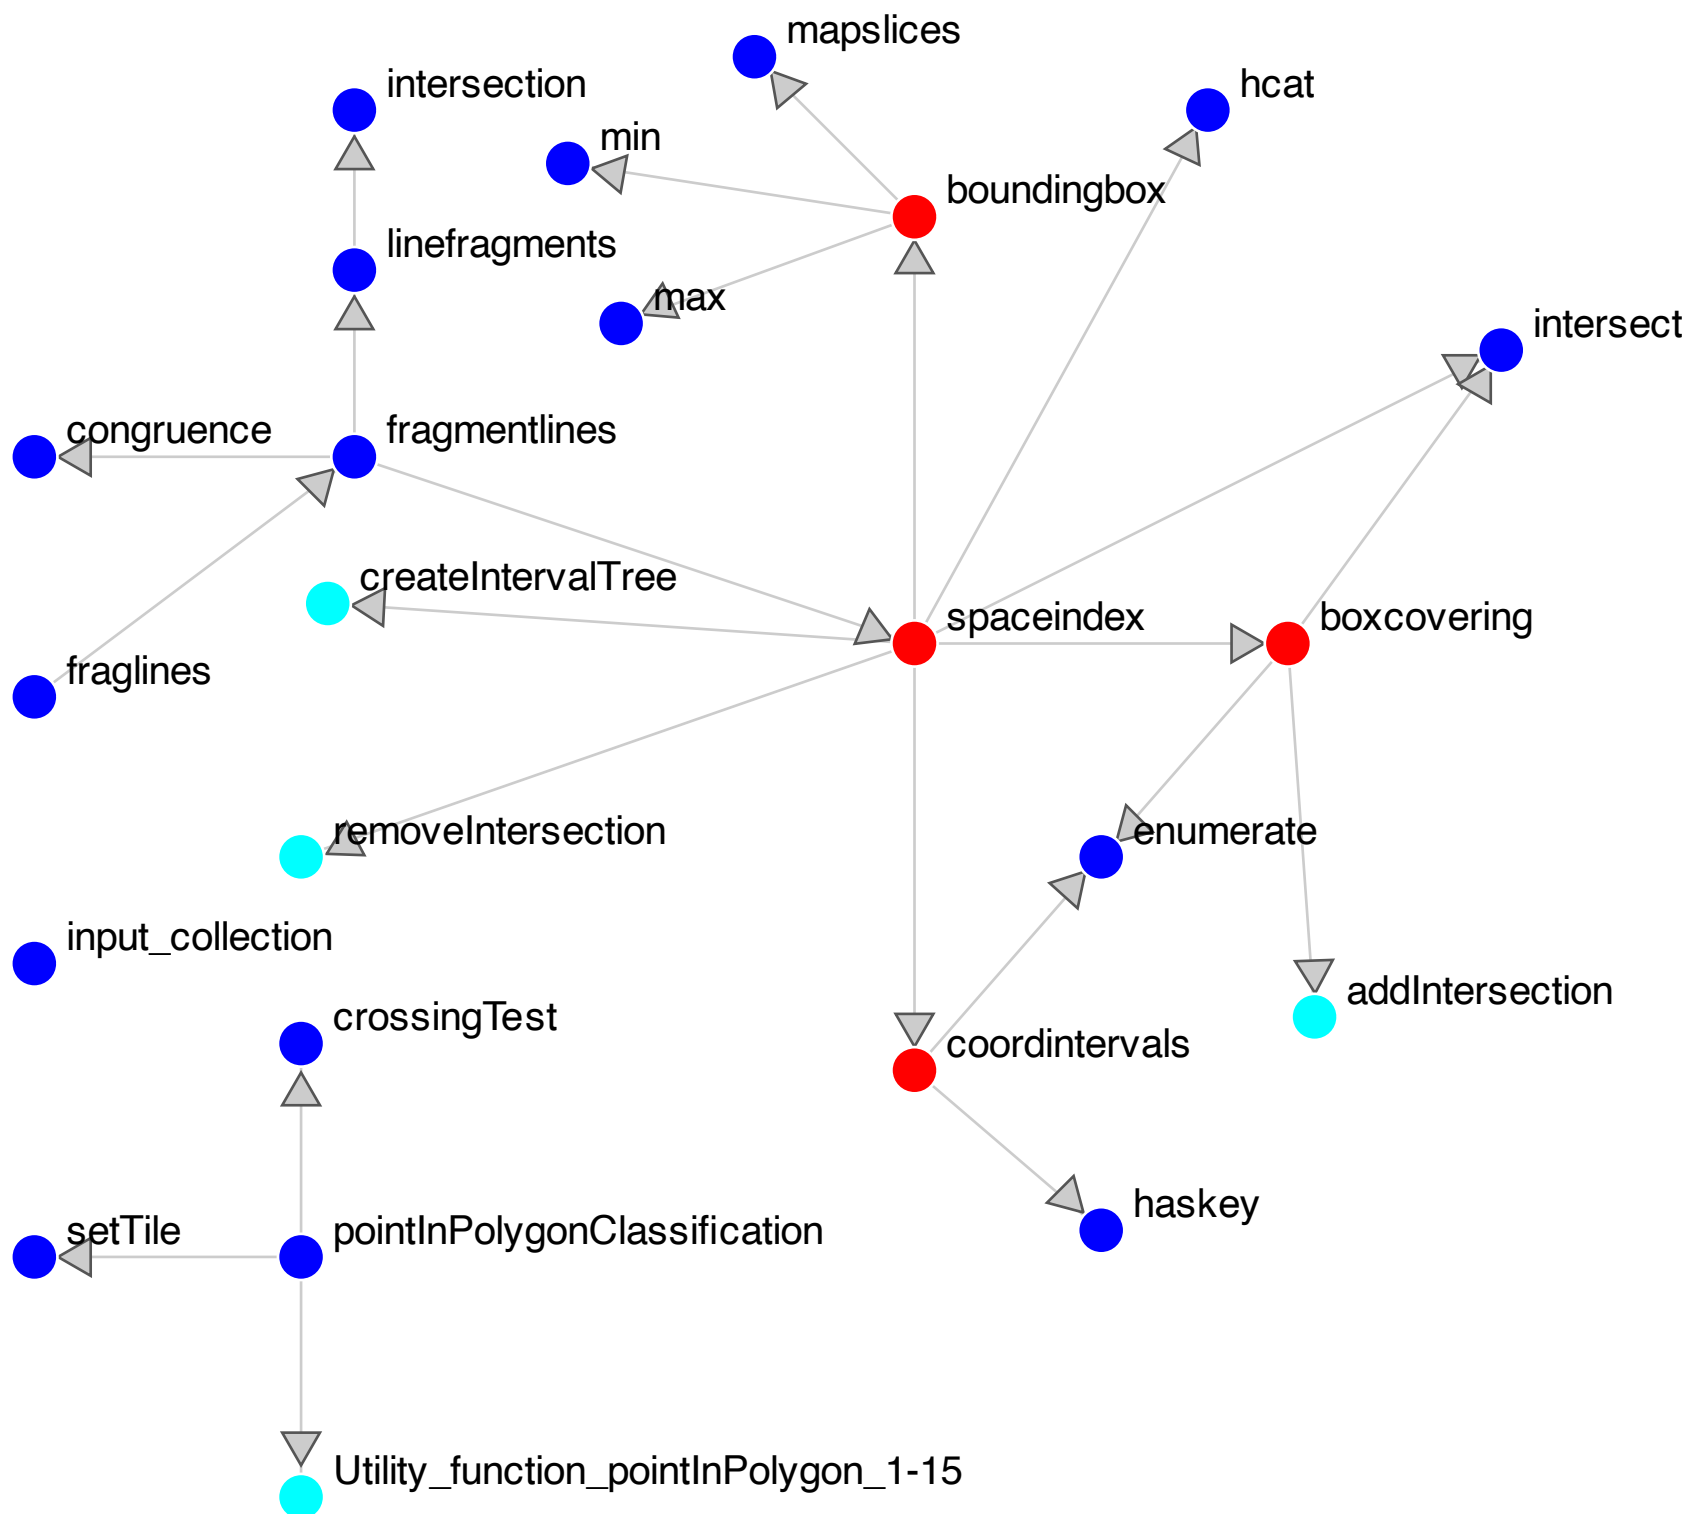 mapslices
intersection
hcat
min
boundingbox
linefragments
max
intersect
congruence
fragmentlines
createIntervalTree
spaceindex
boxcovering
fraglines
removeIntersection
enumerate
input_collection
addIntersection
crossingTest
coordintervals
haskey
setTile
pointInPolygonClassification
Utility_function_pointInPolygon_1-15